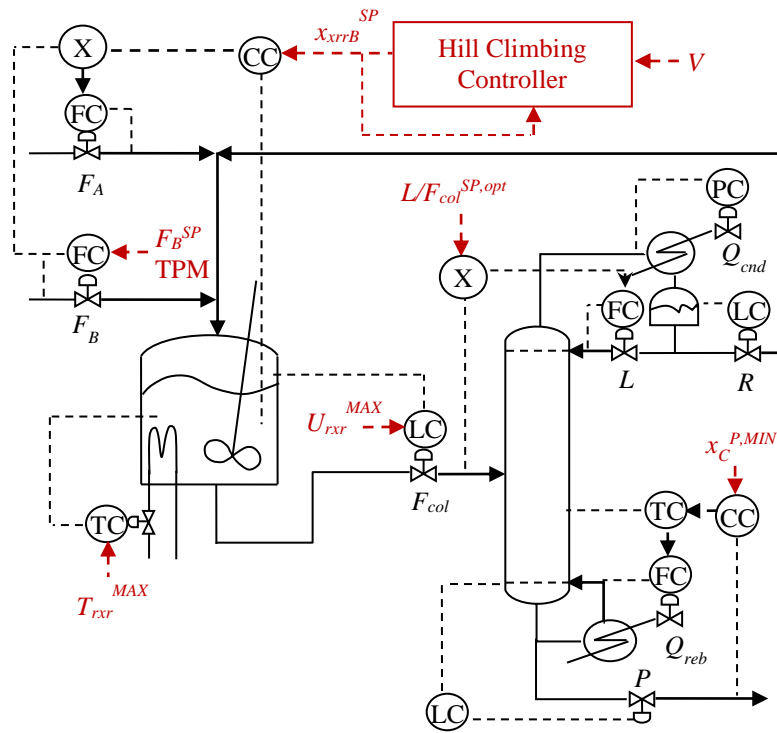 X
CC
x_xrrB^SP
Hill Climbing
Controller
V
FC
F_A
L/F_col^SP,opt
PC
Q_cnd
FC
F_B^SP
TPM
X
F_B
FC
LC
L
R
U_rxr^MAX
LC
x_C^P,MIN
F_col
TC
TC
CC
T_rxr^MAX
FC
Q_reb
P
LC